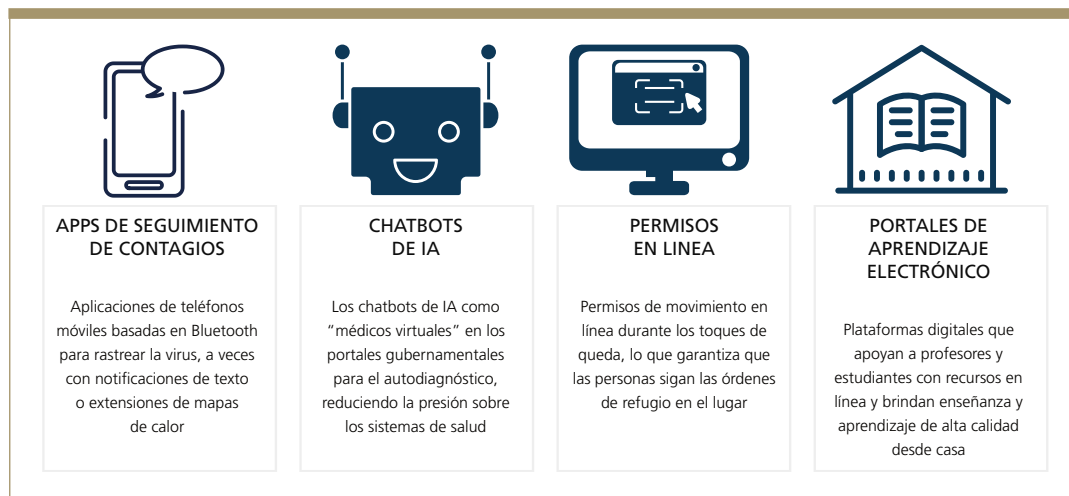 APPS DE SEGUIMIENTO
DE CONTAGIOS
Aplicaciones de teléfonos
móviles basadas en Bluetooth
para rastrear la virus, a veces
con notificaciones de texto
o extensiones de mapas
de calor
CHATBOTS
DE IA
Los chatbots de IA como
“médicos virtuales” en los
portales gubernamentales
para el autodiagnóstico,
reduciendo la presión sobre
los sistemas de salud
PERMISOS
EN LINEA
Permisos de movimiento en
línea durante los toques de
queda, lo que garantiza que
las personas sigan las órdenes
de refugio en el lugar
PORTALES DE
APRENDIZAJE
ELECTRÓNICO
Plataformas digitales que
apoyan a profesores y
estudiantes con recursos en
línea y brindan enseñanza y
aprendizaje de alta calidad
desde casa